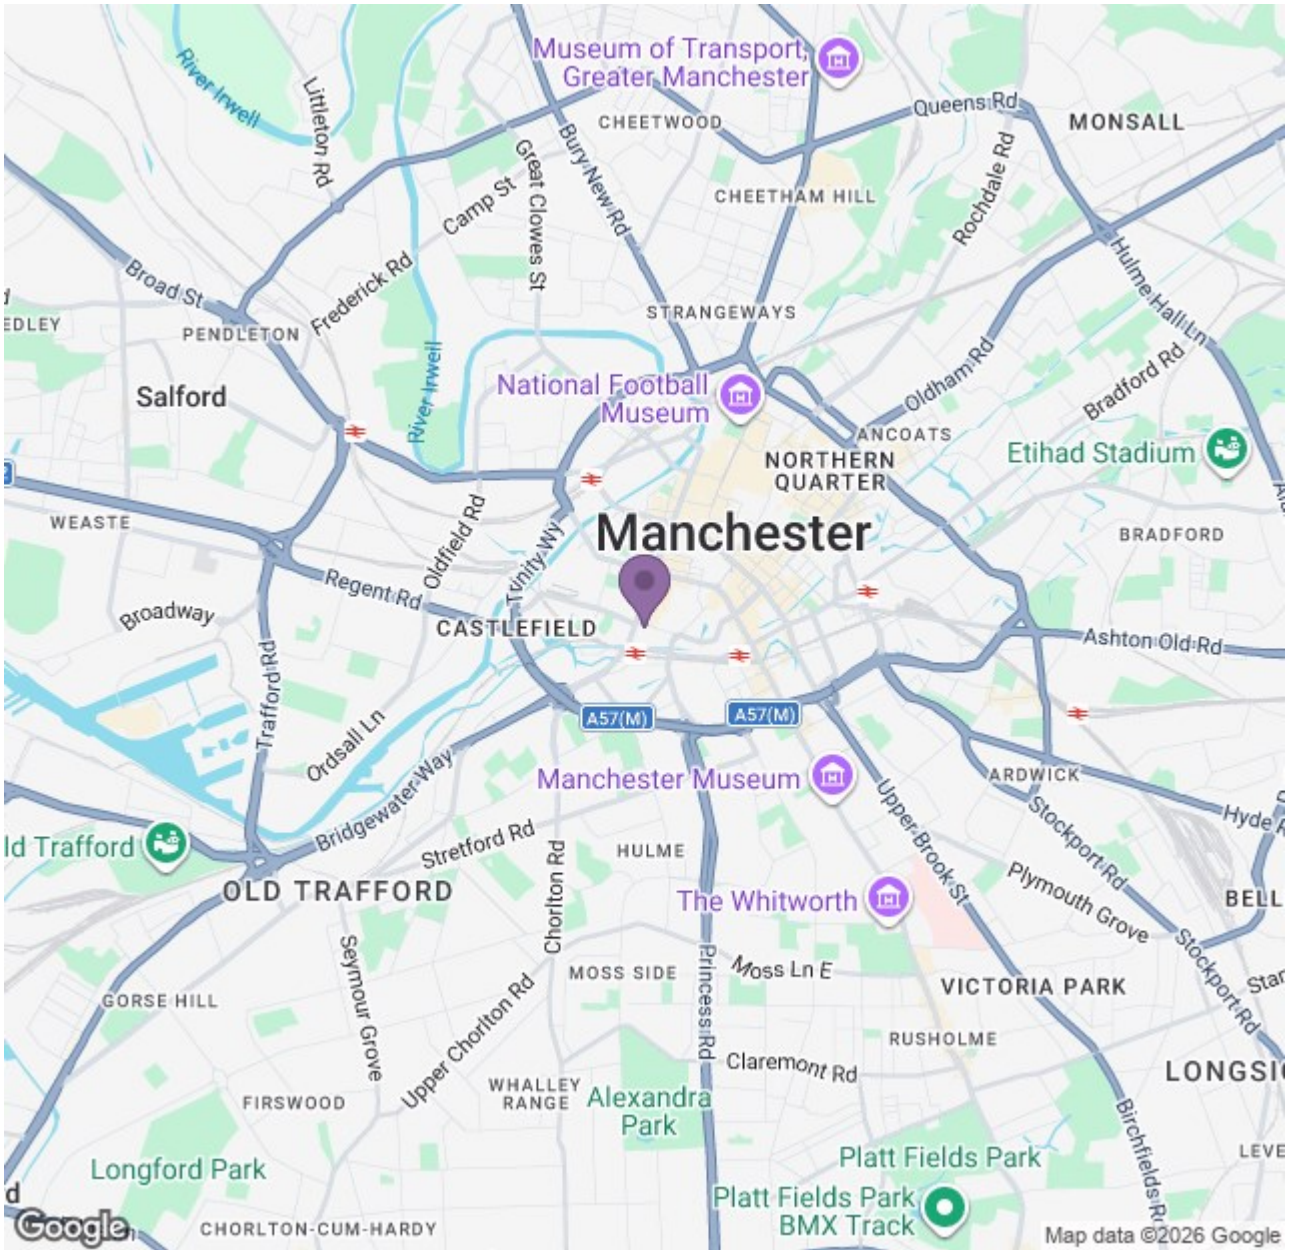 Museum of Transport,
Greater Manchester
River Irwell
Littleton Rd
Queens Rd
CHEETWOOD
MONSALL
Bury New Rd
Great Clowes St
Camp St
Rochdale Rd
CHEETHAM HILL
Broad St
Frederick Rd
Hulme Hall Ln
EDLEY
PENDLETON
STRANGEWAYS
River Irwell
Oldham Rd
Bradford Rd
Salford
National Football
Museum
ANCOATS
Etihad Stadium
NORTHERN
QUARTER
WEASTE
Oldfield Rd
Trinity Wy
Manchester
BRADFORD
Regent Rd
Broadway
CASTLEFIELD
Ashton Old Rd
Trafford Rd
Ordsall Ln
A57(M)
A57(M)
Bridgewater Way
Manchester Museum
ARDWICK
Upper Brook St
Stockport Rd
Hyde R
ld Trafford
Stretford Rd
Chorlton Rd
HULME
Plymouth Grove
OLD TRAFFORD
The Whitworth
BELL
Seymour Grove
Princess Rd
Moss Ln E
MOSS SIDE
Stockport Rd
Star
GORSE HILL
Upper Chorlton Rd
VICTORIA PARK
RUSHOLME
Claremont Rd
LONGSI
FIRSWOOD
WHALLEY
RANGE
Alexandra
Park
Birchfields R
LEVE
Longford Park
Platt Fields Park
d
Platt Fields Park
BMX Track
Google
CHORLTON-CUM-HARDY
Map data ©2026 Google